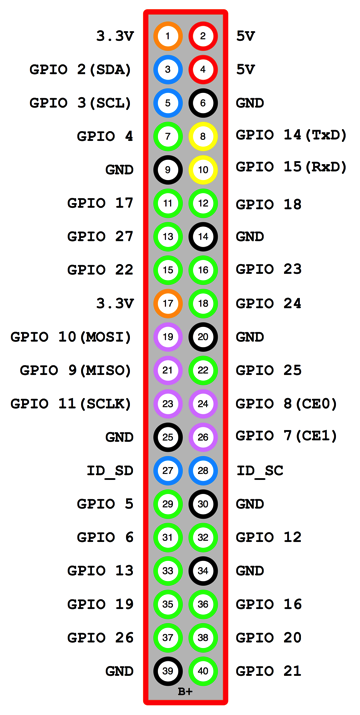 3.3V 1 2 5V
GPIO 2(SDA) 3 4 5V
GPIO 3(SCL) 5 6 GND
GPIO 4 7 8 GPIO 14(TxD)
GND 9 10 GPIO 15(RxD)
GPIO 17 11 12 GPIO 18
GPIO 27 13 14 GND
GPIO 22 15 16 GPIO 23
3.3V 17 18 GPIO 24
GPIO 10(MOSI) 19 20 GND
GPIO 9(MISO) 21 22 GPIO 25
GPIO 11(SCLK) 23 24 GPIO 8(CE0)
GND 25 26 GPIO 7(CE1)
ID_SD 27 28 ID_SC
GPIO 5 29 30 GND
GPIO 6 31 32 GPIO 12
GPIO 13 33 34 GND
GPIO 19 35 36 GPIO 16
GPIO 26 37 38 GPIO 20
GND 39 40 GPIO 21
B+